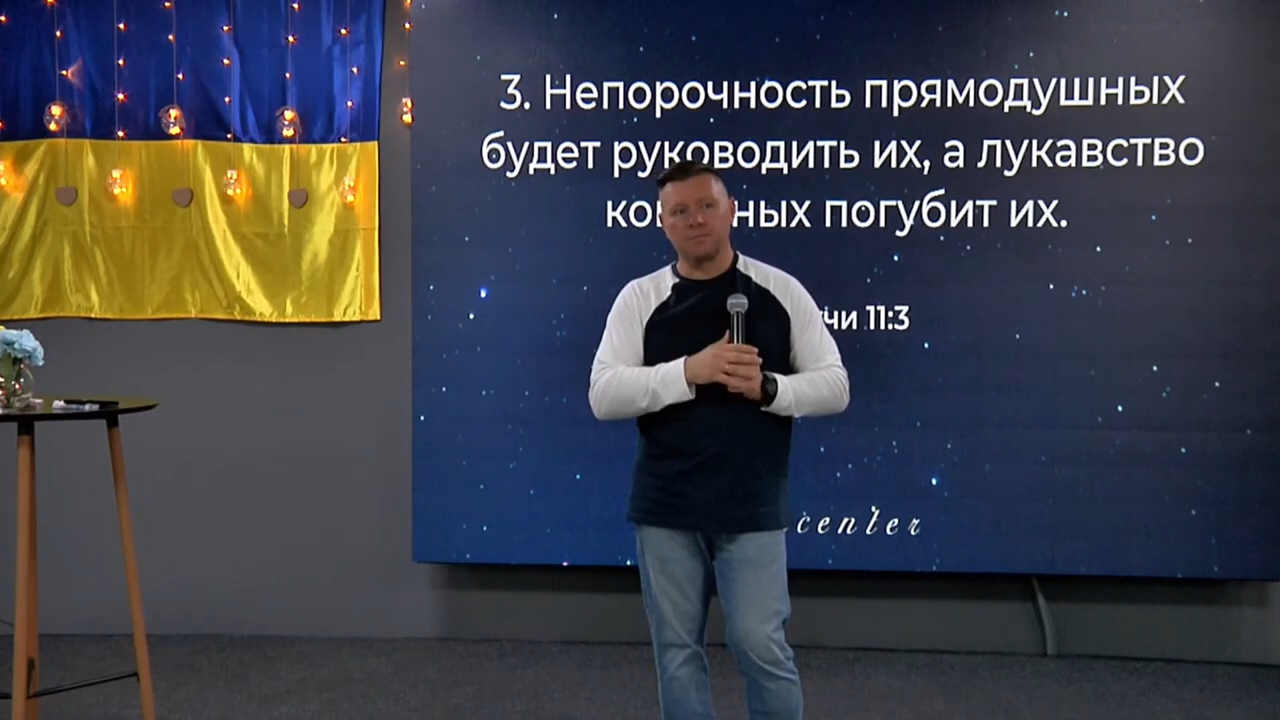 3. Непорочность прямодушных
будет руководить их, а лукавство
погубит их.
11:3
center